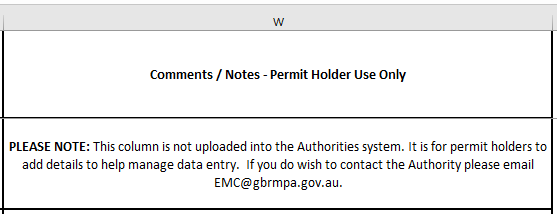 W
Comments / Notes - Permit Holder Use Only
PLEASE NOTE: This column is not uploaded into the Authorities system. It is for permit holders to
add details to help manage data entry.  If you do wish to contact the Authority please email
EMC@gbrmpa.gov.au.